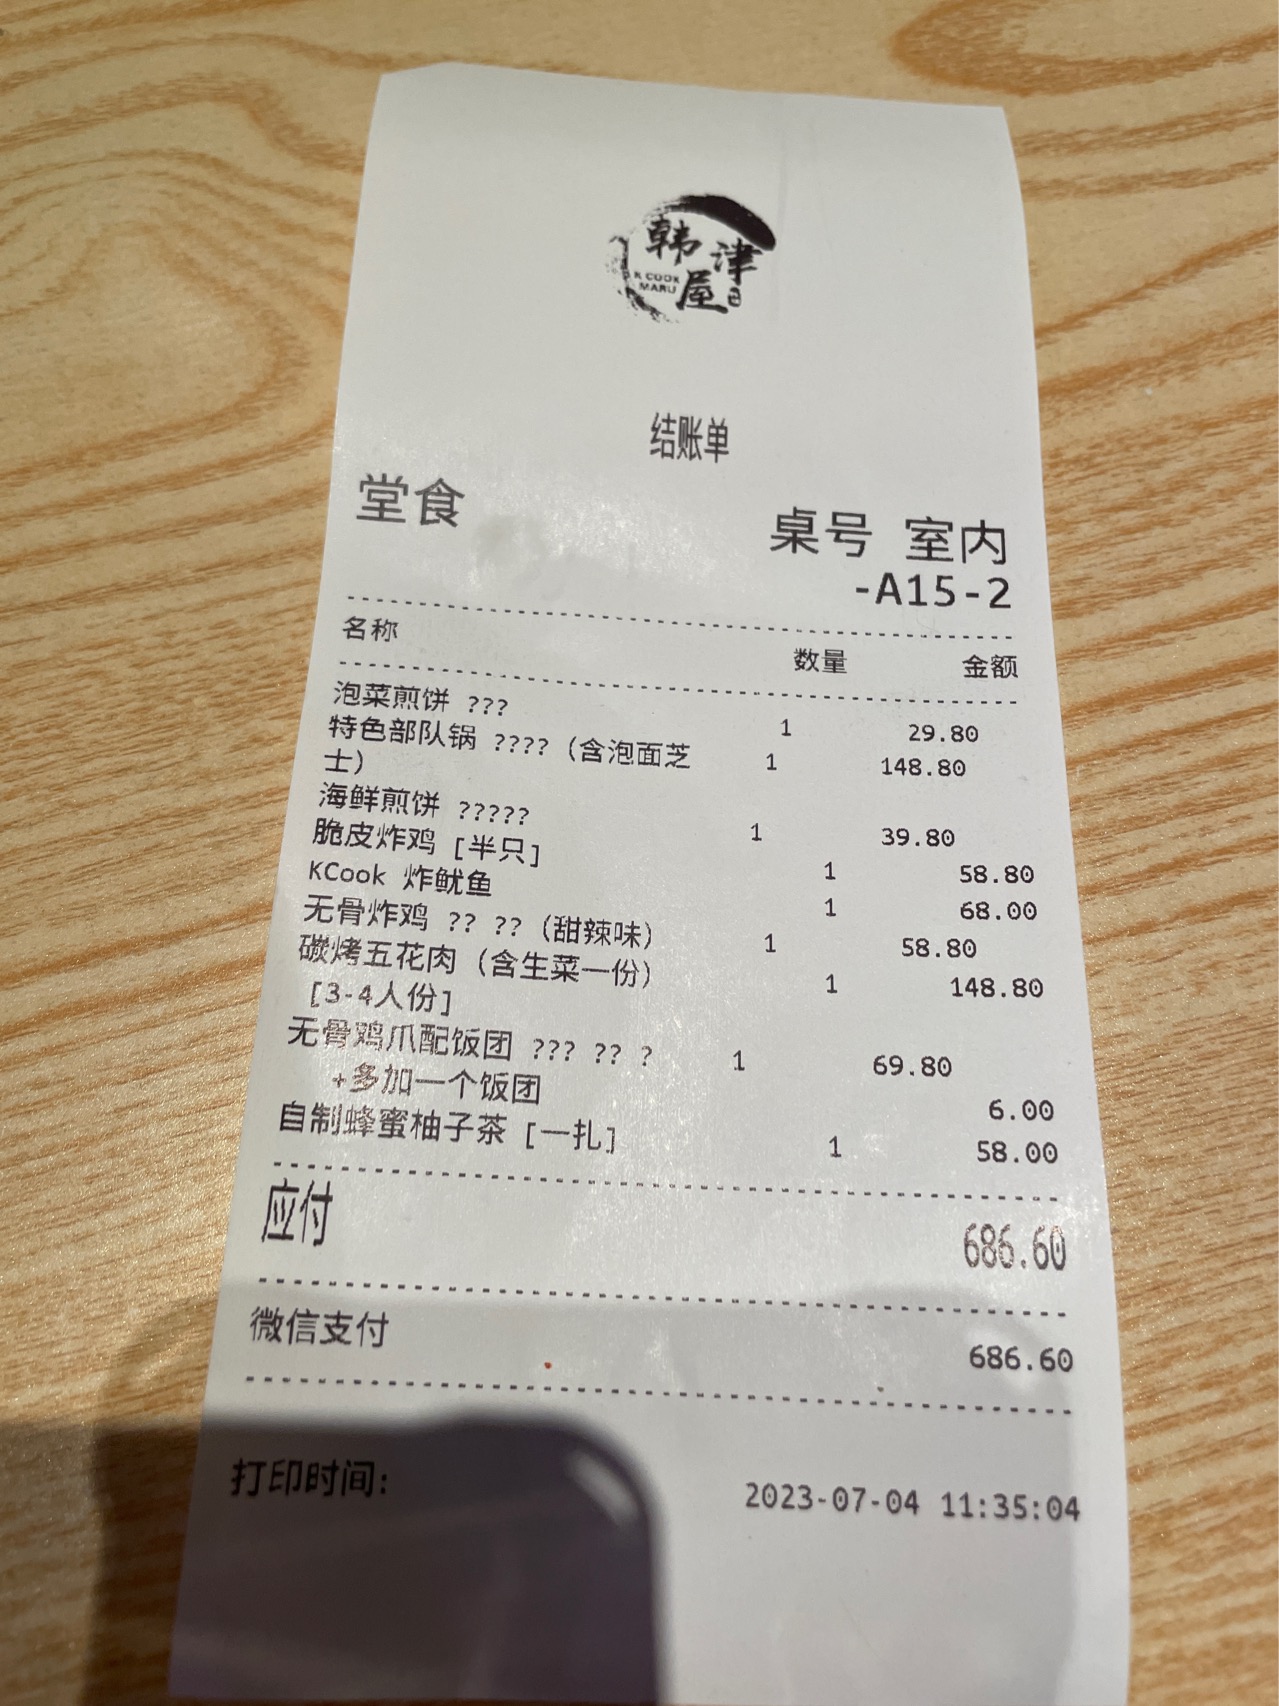 韩津
屋
K COOK
MARU
结账单
堂食
桌号 室内
-A15-2
名称 数量 金额
泡菜煎饼 ??? 1 29.80
特色部队锅 ????（含泡面芝 1 148.80
士）
海鲜煎饼 ????? 1 39.80
脆皮炸鸡 [半只] 1 58.80
KCook 炸鱿鱼 1 68.00
无骨炸鸡 ?? ??（甜辣味） 1 58.80
碳烤五花肉（含生菜一份） 1 148.80
[3-4人份]
无骨鸡爪配饭团 ??? ?? ? 1 69.80
+多加一个饭团 6.00
自制蜂蜜柚子茶 [一扎] 1 58.00
应付 686.60
微信支付 686.60
打印时间: 2023-07-04 11:35:04